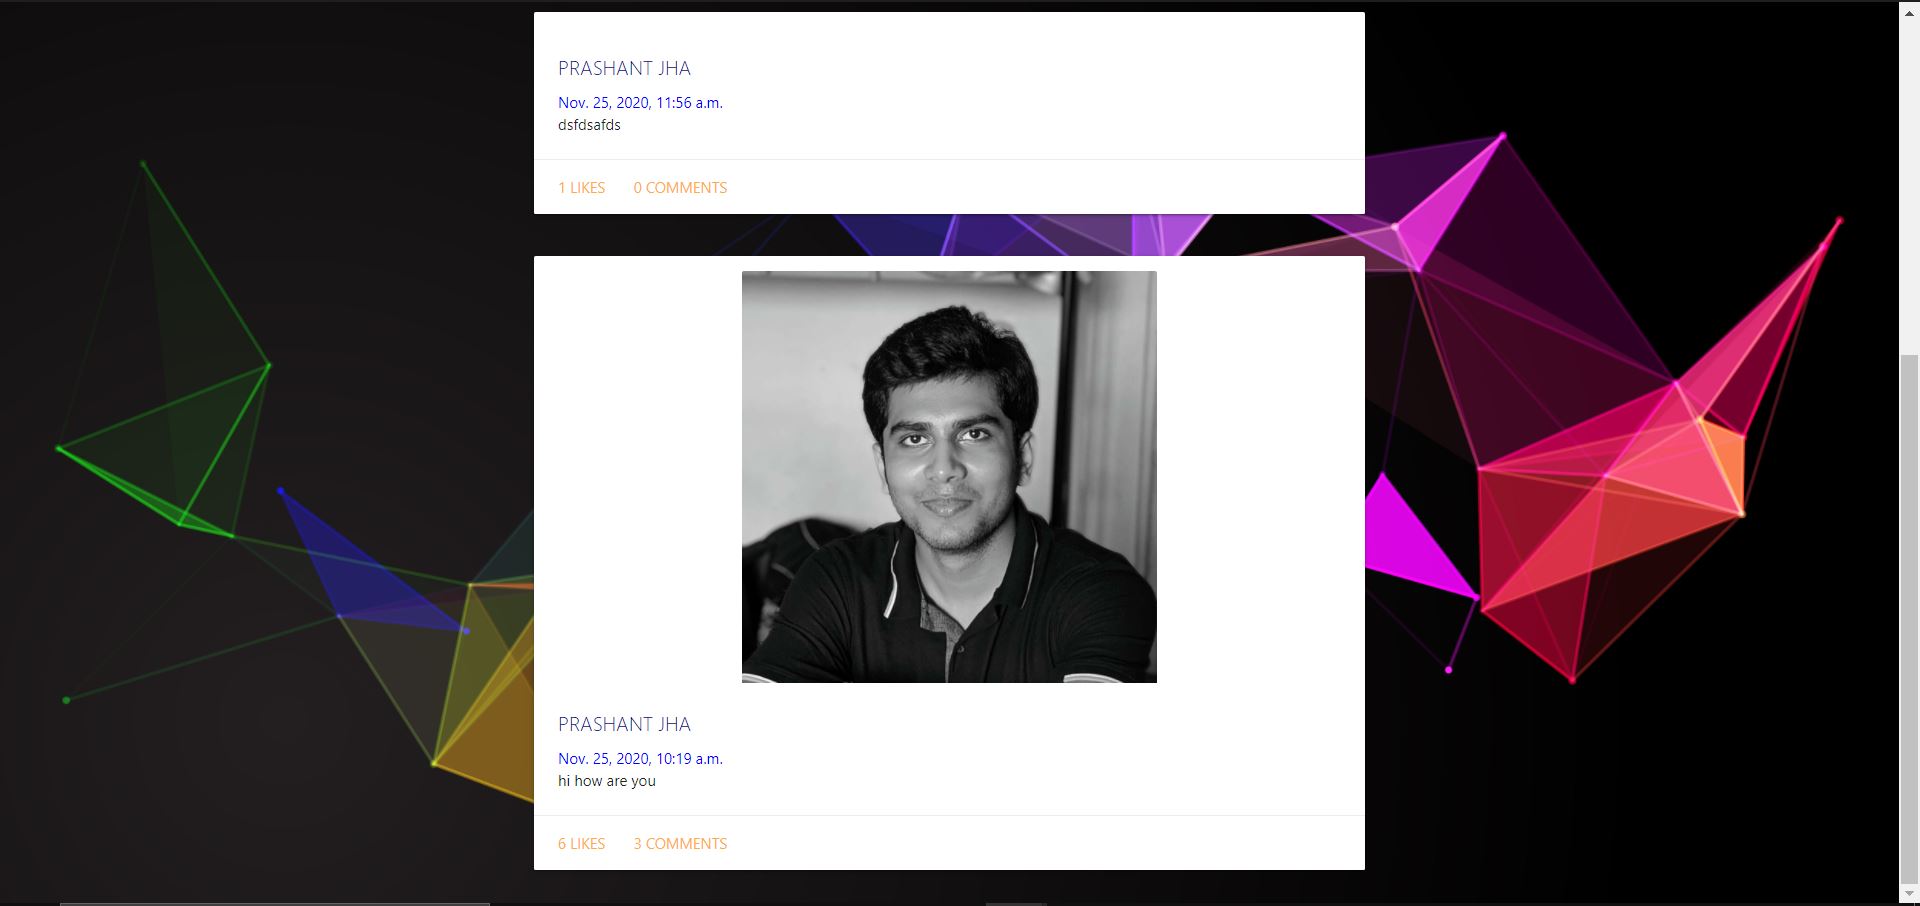 PRASHANT JHA
Nov. 25, 2020, 11:56 a.m.
dsfdsafds
1 LIKES 0 COMMENTS
PRASHANT JHA
Nov. 25, 2020, 10:19 a.m.
hi how are you
6 LIKES 3 COMMENTS